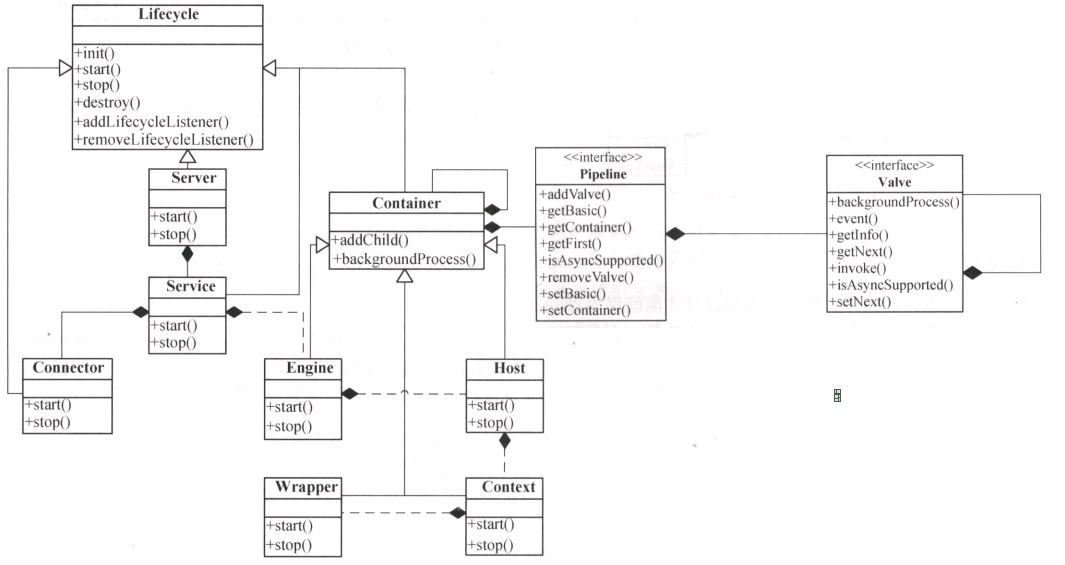 Lifecycle
+init()
+start()
+stop()
+destroy()
+addLifecycleListener()
+removeLifecycleListener()
Server
+start()
+stop()
Service
+start()
+stop()
Connector
+start()
+stop()
Container
+addChild()
+backgroundProcess()
Engine
+start()
+stop()
Host
+start()
+stop()
Wrapper
+start()
+stop()
Context
+start()
+stop()
<<interface>>
Pipeline
+addValve()
+getBasic()
+getContainer()
+getFirst()
+isAsyncSupported()
+removeValve()
+setBasic()
+setContainer()
<<interface>>
Valve
+backgroundProcess()
+event()
+getInfo()
+getNext()
+invoke()
+isAsyncSupported()
+setNext()